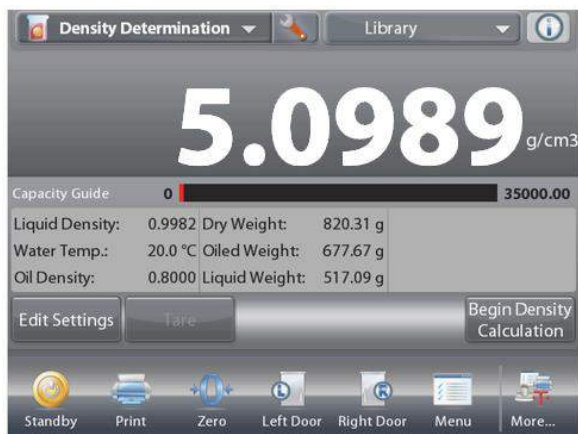 Density Determination Library
5.0989 g/cm3
Capacity Guide 0 35000.00
Liquid Density: 0.9982 Dry Weight: 820.31 g
Water Temp.: 20.0 °C Oiled Weight: 677.67 g
Oil Density: 0.8000 Liquid Weight: 517.09 g
Edit Settings Tare Begin Density
Calculation
Standby Print Zero Left Door Right Door Menu More...